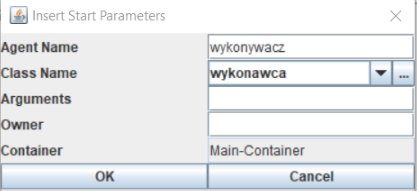 Insert Start Parameters
Agent Name wykonywacz
Class Name wykonawca ...
Arguments
Owner
Container Main-Container
OK Cancel